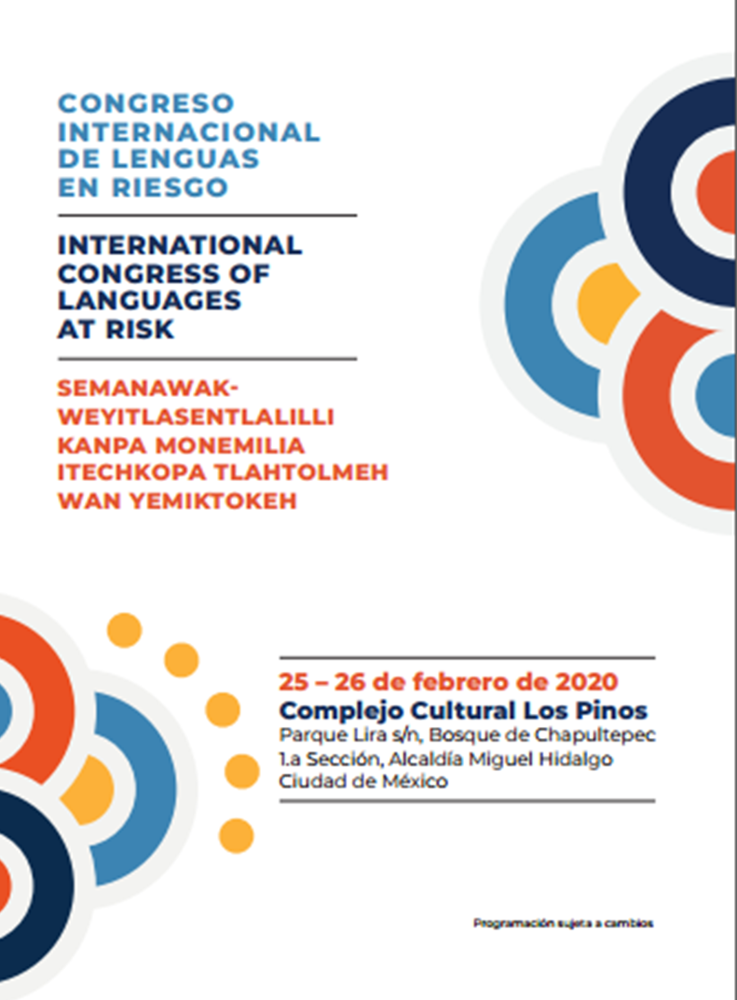 CONGRESO
INTERNACIONAL
DE LENGUAS
EN RIESGO
INTERNATIONAL
CONGRESS OF
LANGUAGES
AT RISK
SEMANAWAK-
WEYITLASENTLALILLI
KANPA MONEMILIA
ITECHKOPA TLAHTOLMEH
WAN YEMIKTOKEH
25 – 26 de febrero de 2020
Complejo Cultural Los Pinos
Parque Lira s/n, Bosque de Chapultepec
1.a Sección, Alcaldía Miguel Hidalgo
Ciudad de México
Programación sujeta a cambios